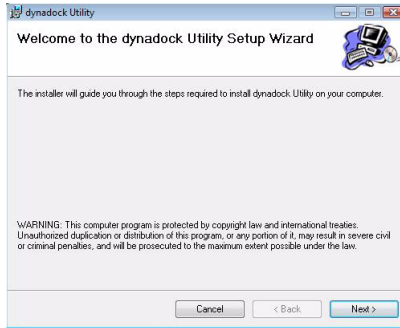 dynadock Utility
Welcome to the dynadock Utility Setup Wizard
The installer will guide you through the steps required to install dynadock Utility on your computer.
WARNING: This computer program is protected by copyright law and international treaties.
Unauthorized duplication or distribution of this program, or any portion of it, may result in severe civil
or criminal penalties, and will be prosecuted to the maximum extent possible under the law.
Cancel
< Back
Next >